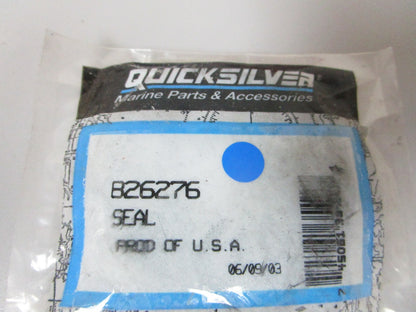 QUICKSILVER
Marine Parts & Accessories
826276
SEAL
PROD OF U.S.A.
06/09/03